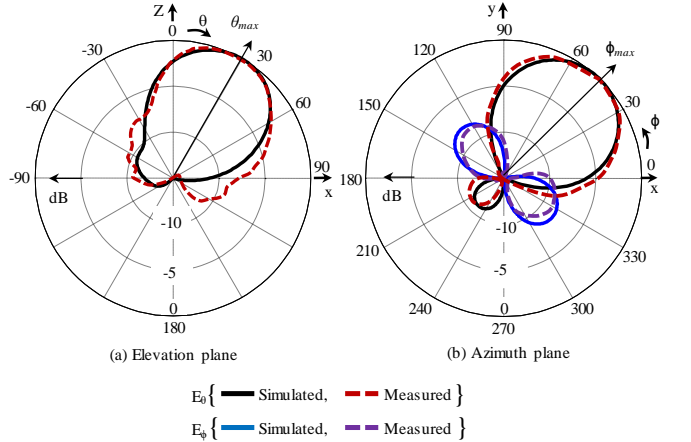 Z
0
θ
θmax
-30
30
-60
60
-90
90
x
dB
-10
-5
0
180
(a) Elevation plane
y
90
120
60
ϕmax
150
30
ϕ
180
0
x
dB
-10
210
330
-5
240
0
300
270
(b) Azimuth plane
Eθ { Simulated, Measured }
Eϕ { Simulated, Measured }